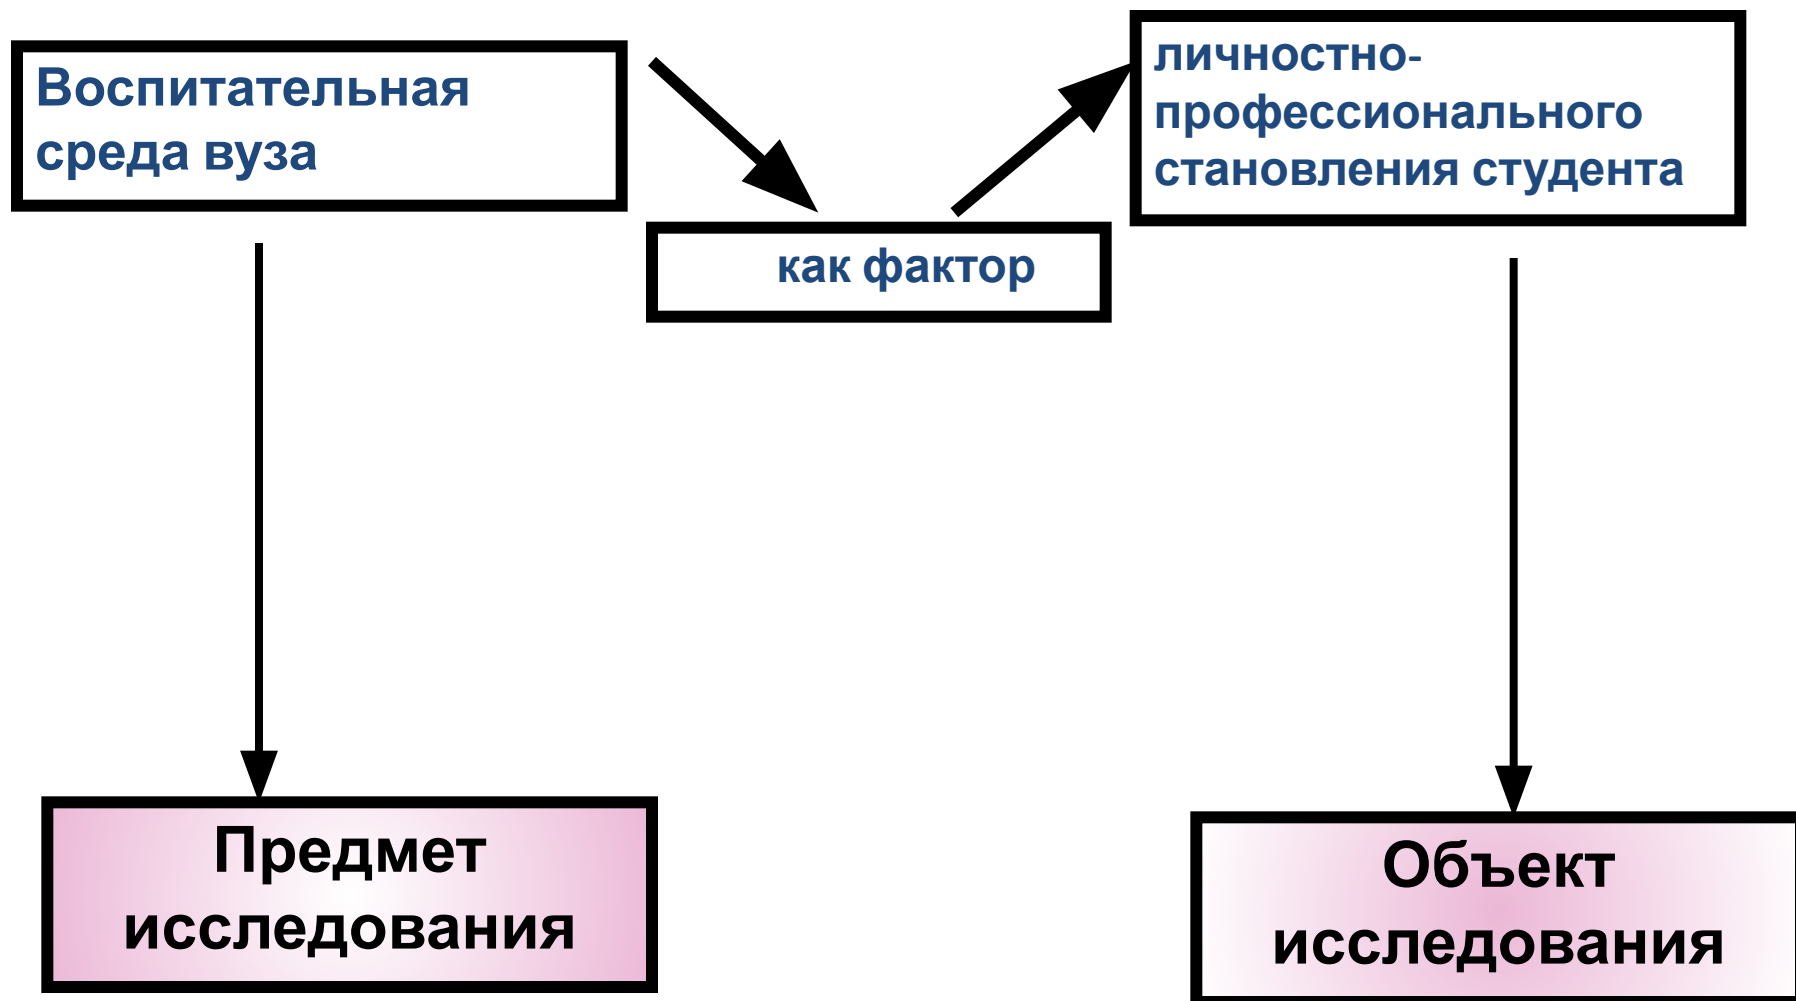 Воспитательная
среда вуза
как фактор
личностно-
профессионального
становления студента
Предмет
исследования
Объект
исследования